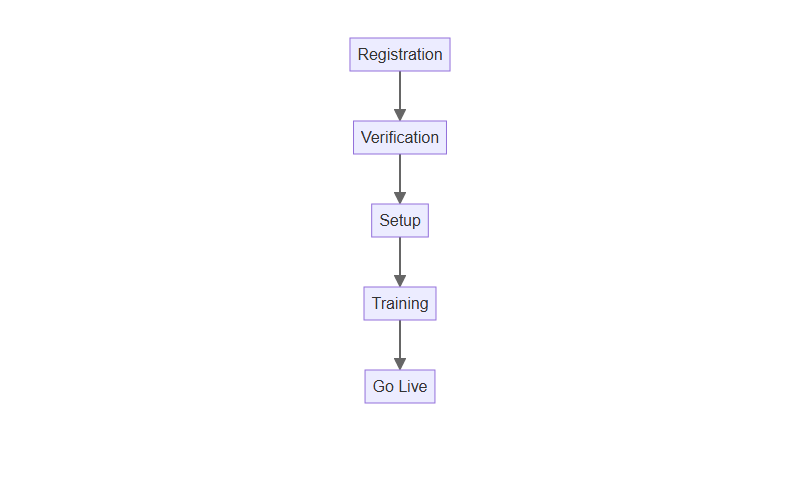 Registration
Verification
Setup
Training
Go Live